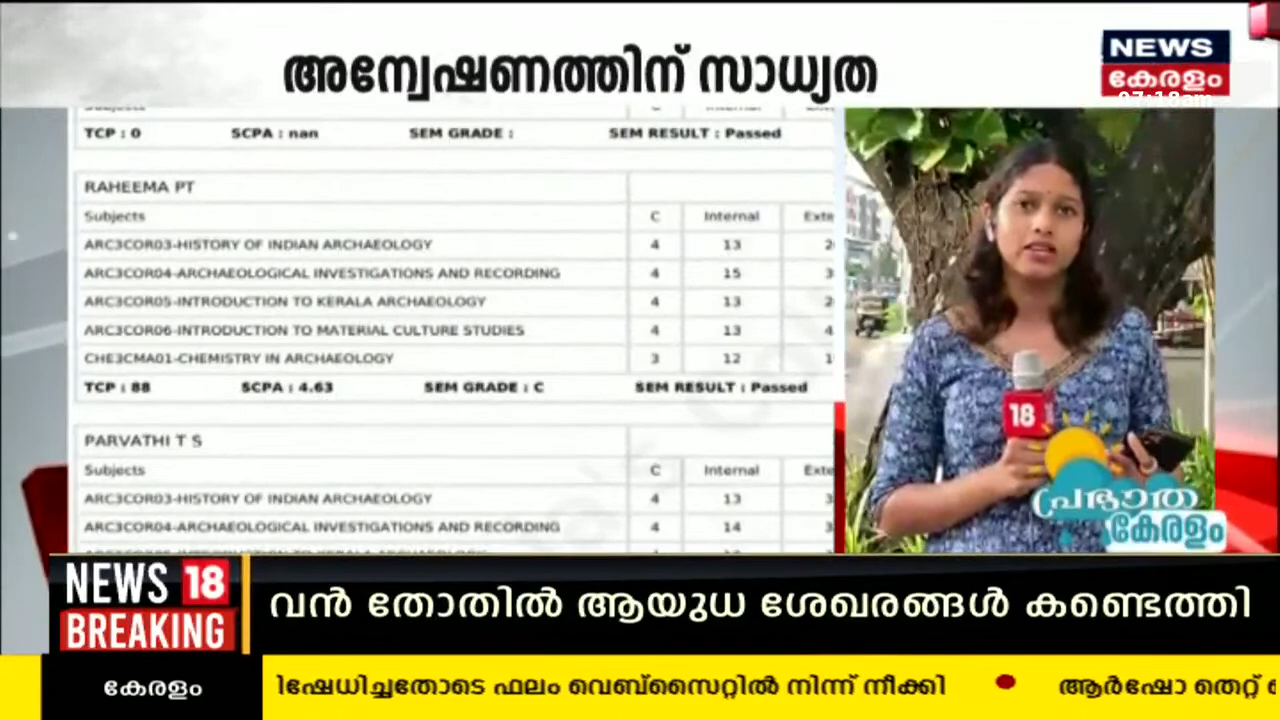 അന്വേഷണത്തിന് സാധ്യത
NEWS
കേരളം
07:18am
TCP : 0 SCPA : nan SEM GRADE : SEM RESULT : Passed
RAHEEMA PT
Subjects C Internal
ARC3COR03-HISTORY OF INDIAN ARCHAEOLOGY 4 13
ARC3COR04-ARCHAEOLOGICAL INVESTIGATIONS AND RECORDING 4 15
ARC3COR05-INTRODUCTION TO KERALA ARCHAEOLOGY 4 13
ARC3COR06-INTRODUCTION TO MATERIAL CULTURE STUDIES 4 13
CHE3CMA01-CHEMISTRY IN ARCHAEOLOGY 3 12
TCP : 88 SCPA : 4.63 SEM GRADE : C SEM RESULT : Passed
PARVATHI T S
Subjects C Internal
ARC3COR03-HISTORY OF INDIAN ARCHAEOLOGY 4 13
ARC3COR04-ARCHAEOLOGICAL INVESTIGATIONS AND RECORDING 4 14
18
പ്രഭാത
കേരളം
NEWS 18
BREAKING
വൻ തോതിൽ ആയുധ ശേഖരങ്ങൾ കണ്ടെത്തി
കേരളം
ിഷേധിച്ചതോടെ ഫലം വെബ്സൈറ്റിൽ നിന്ന് നീക്കി • ആർഷോ തെറ്റ്